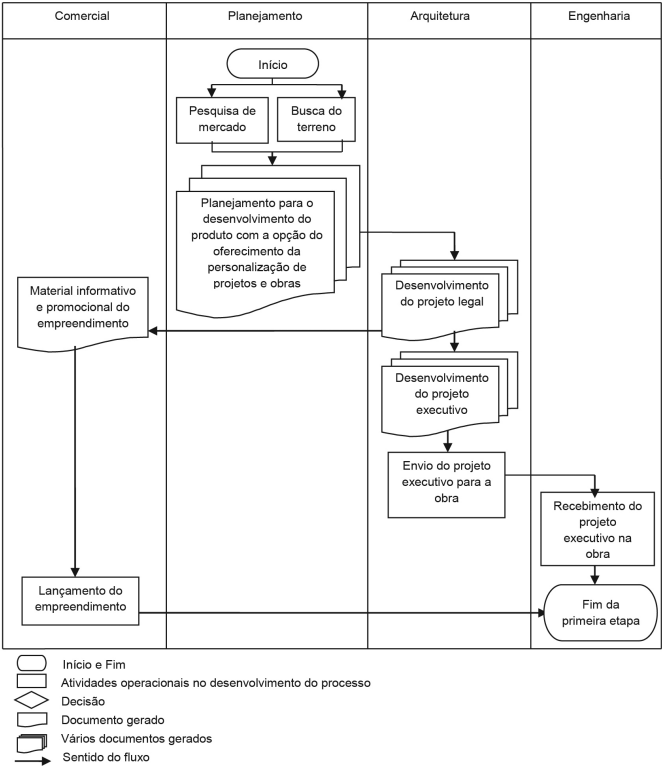 Comercial
Planejamento
Arquitetura
Engenharia
Início
Pesquisa de
mercado
Busca do
terreno
Planejamento para o
desenvolvimento do
produto com a opção do
oferecimento da
personalização de
projetos e obras
Desenvolvimento
do projeto legal
Material informativo
e promocional do
empreendimento
Desenvolvimento
do projeto
executivo
Envio do projeto
executivo para a
obra
Recebimento do
projeto
executivo na
obra
Lançamento do
empreendimento
Fim da
primeira etapa
Início e Fim
Atividades operacionais no desenvolvimento do processo
Decisão
Documento gerado
Vários documentos gerados
Sentido do fluxo